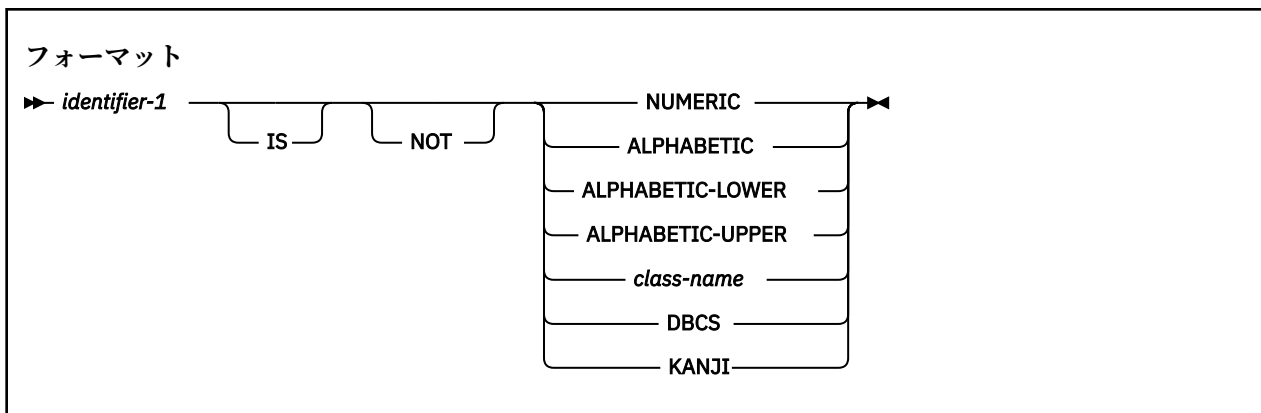 フォーマット
identifier-1 NUMERIC
IS NOT ALPHABETIC
ALPHABETIC-LOWER
ALPHABETIC-UPPER
class-name
DBCS
KANJI